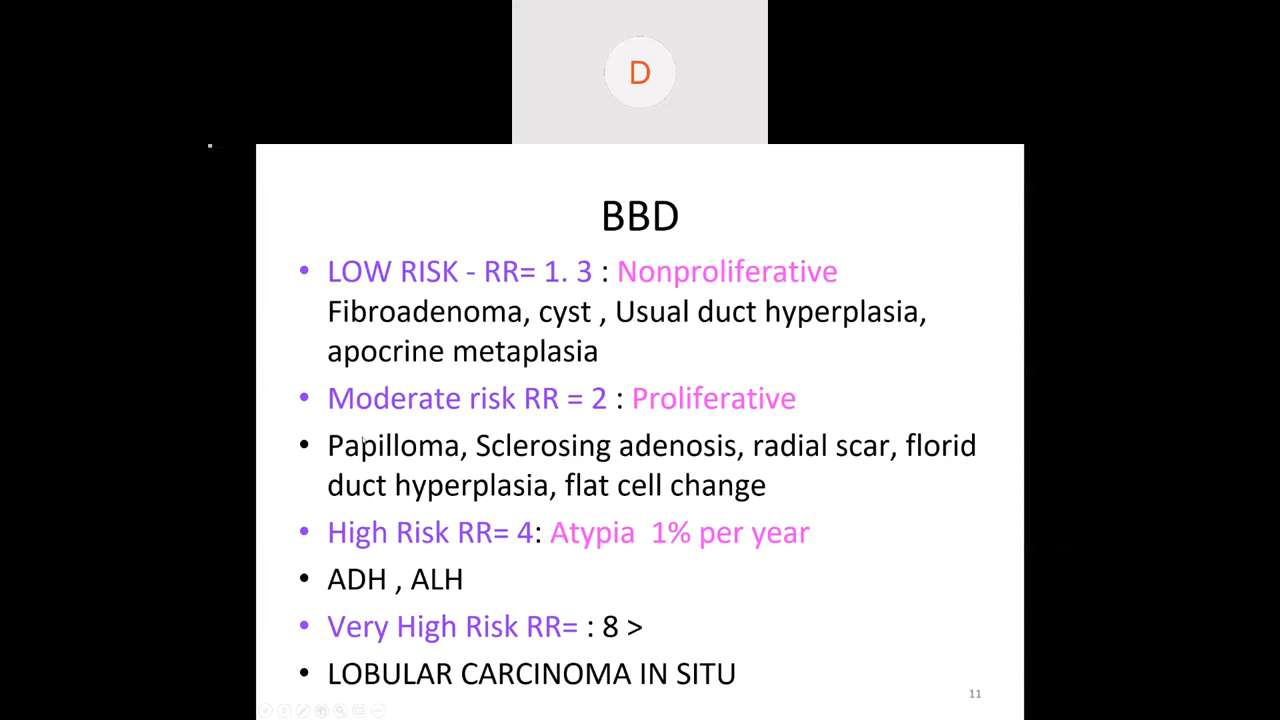 D
BBD
• LOW RISK - RR= 1. 3 : Nonproliferative
Fibroadenoma, cyst , Usual duct hyperplasia,
apocrine metaplasia
• Moderate risk RR = 2 : Proliferative
• Papilloma, Sclerosing adenosis, radial scar, florid
duct hyperplasia, flat cell change
• High Risk RR= 4: Atypia  1% per year
• ADH , ALH
• Very High Risk RR= : 8 >
• LOBULAR CARCINOMA IN SITU
11